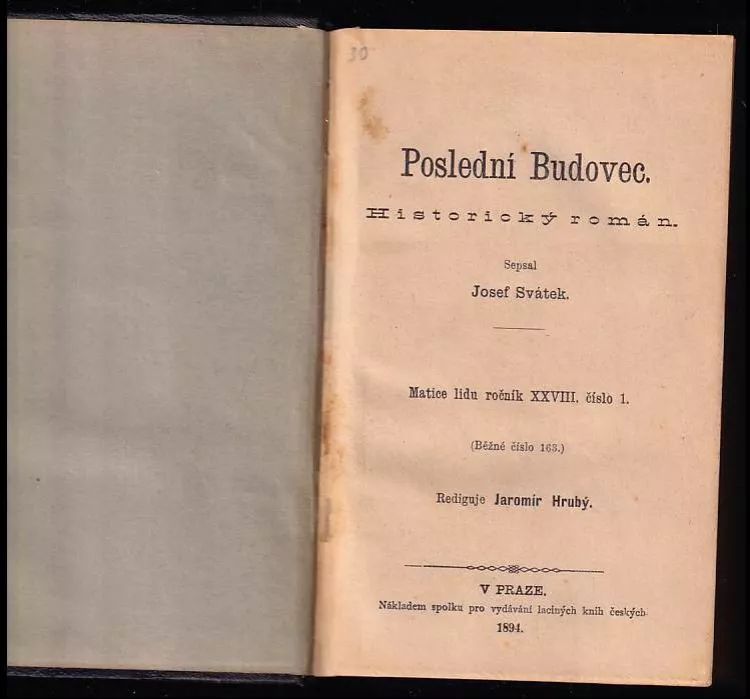 30
Poslední Budovec.
Historický román.
Sepsal
Josef Svátek.
Matice lidu ročník XXVIII. číslo 1.
(Běžné číslo 163.)
Rediguje Jaromír Hrubý.
V PRAZE.
Nákladem spolku pro vydávání laciných knih českých
1894.